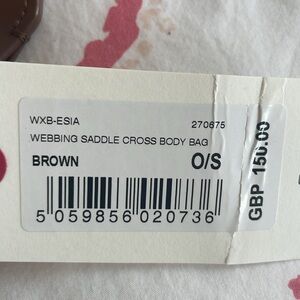 WXB-ESIA 270675
WEBBING SADDLE CROSS BODY BAG
BROWN O/S
5 059856 020736
GBP 150.00